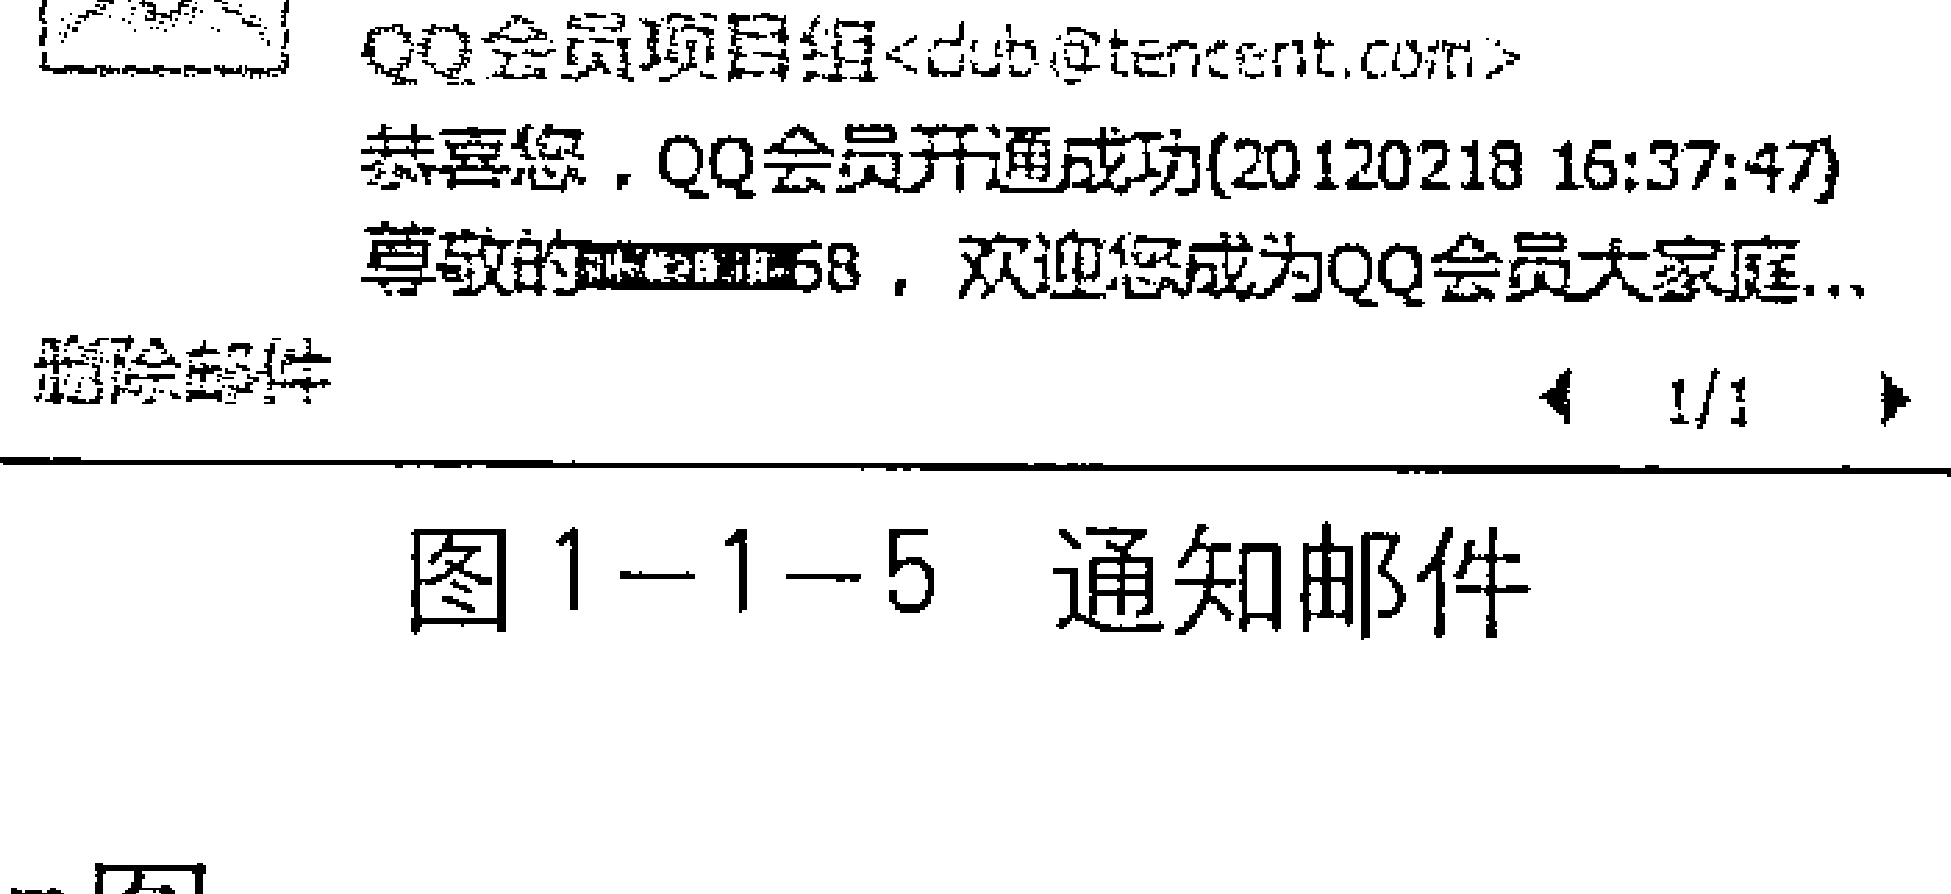 QQ会员项目组<dub@tencent.com>
恭喜您，QQ会员开通成功(20120218 16:37:47)
尊敬的68，欢迎您成为QQ会员大家庭...
删除邮件
1/1
图1-1-5 通知邮件